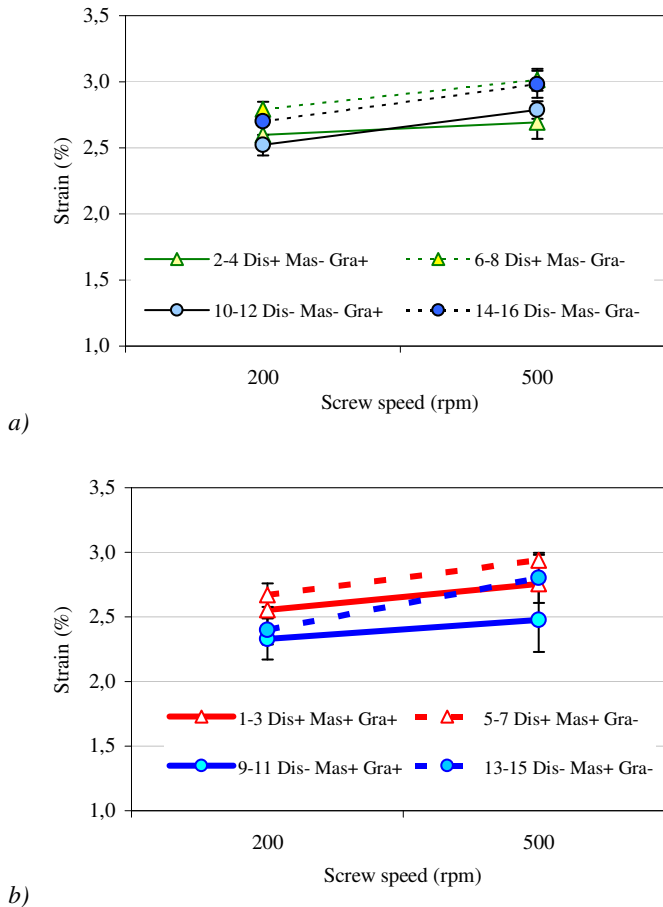 3,5
3,0
2,5
2,0
1,5
1,0
Strain (%)
2-4 Dis+ Mas- Gra+
6-8 Dis+ Mas- Gra-
10-12 Dis- Mas- Gra+
14-16 Dis- Mas- Gra-
200
500
Screw speed (rpm)
a)
3,5
3,0
2,5
2,0
1,5
1,0
Strain (%)
1-3 Dis+ Mas+ Gra+
5-7 Dis+ Mas+ Gra-
9-11 Dis- Mas+ Gra+
13-15 Dis- Mas+ Gra-
200
500
Screw speed (rpm)
b)